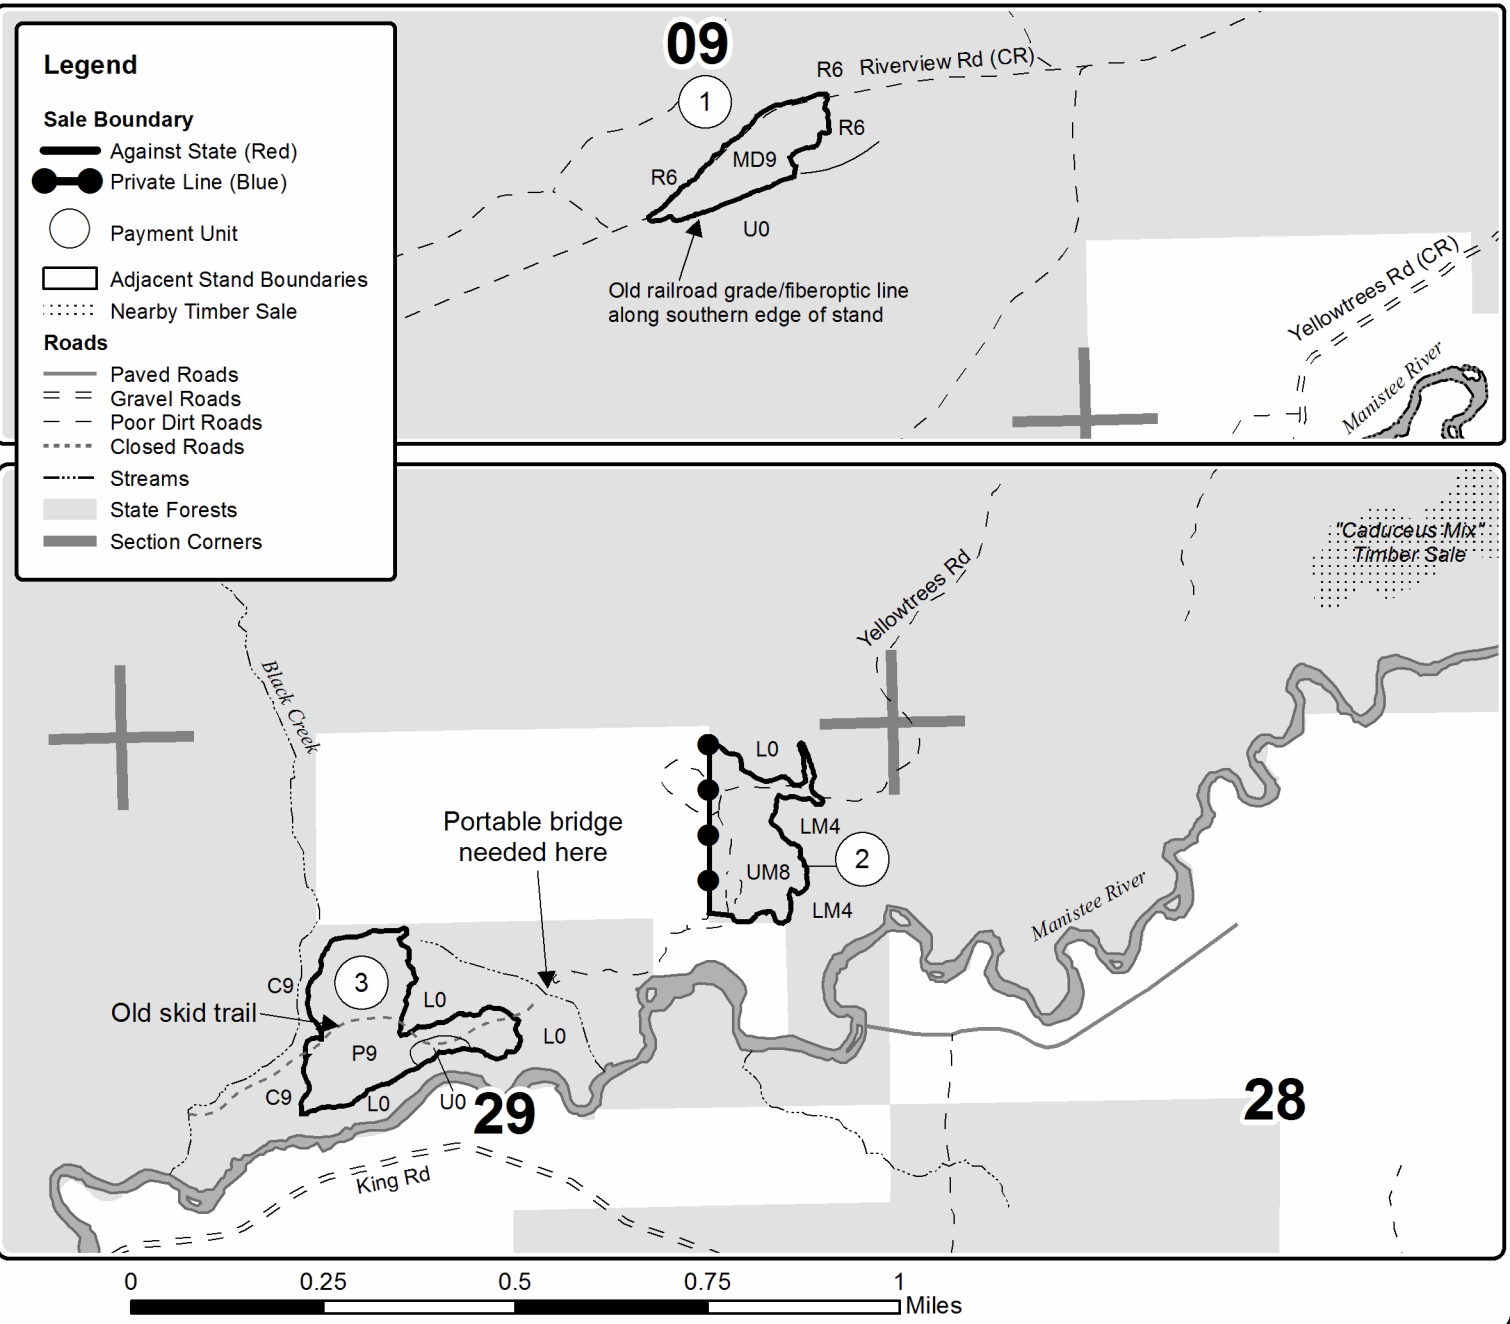 Legend
Sale Boundary
Against State (Red)
Private Line (Blue)
Payment Unit
Adjacent Stand Boundaries
Nearby Timber Sale
Roads
Paved Roads
Gravel Roads
Poor Dirt Roads
Closed Roads
Streams
State Forests
Section Corners
09
1
R6 Riverview Rd (CR)
R6
MD9
R6
U0
Old railroad grade/fiberoptic line
along southern edge of stand
Yellowtrees Rd (CR)
Manistee River
"Caduceus Mix"
Timber Sale
Yellowtrees Rd
Black Creek
L0
Portable bridge
needed here
LM4
2
UM8
LM4
Manistee River
C9
3
L0
Old skid trail
L0
P9
C9
L0
U0
29
28
King Rd
0 0.25 0.5 0.75 1
Miles